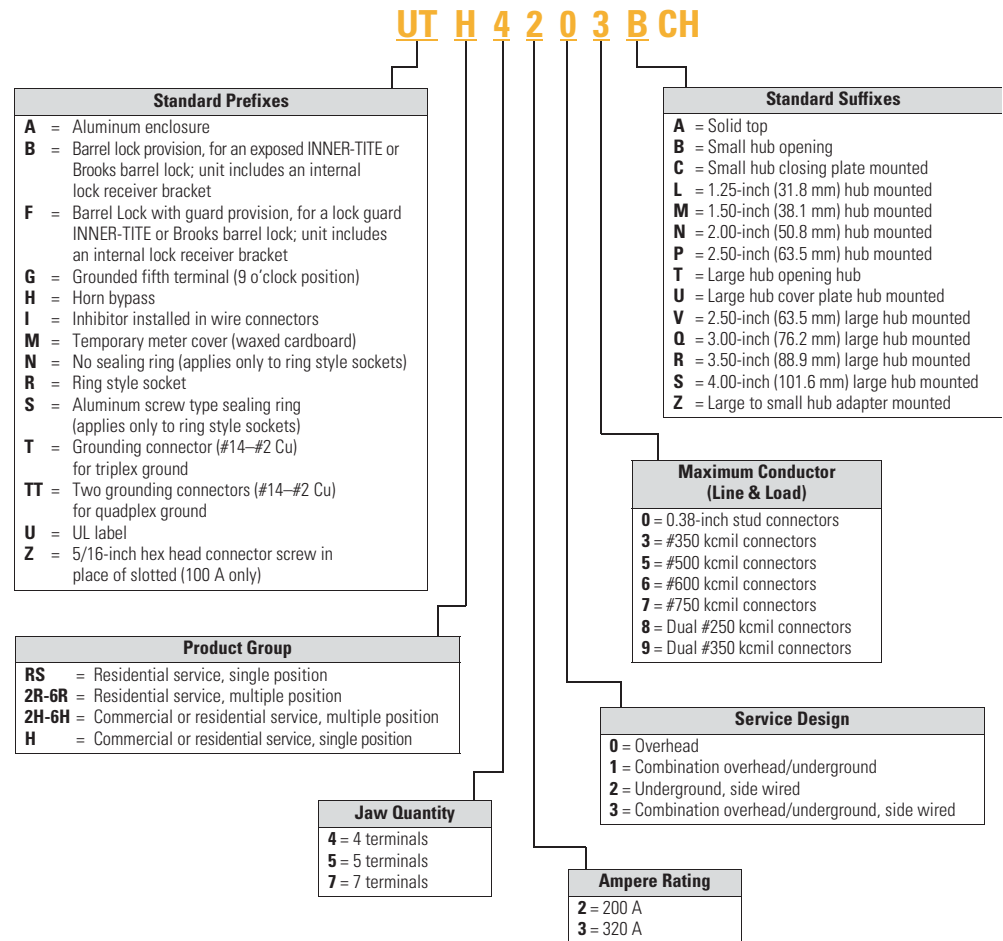 UT H 4 2 0 3 B CH
Standard Prefixes
A = Aluminum enclosure
B = Barrel lock provision, for an exposed INNER-TITE or
Brooks barrel lock; unit includes an internal
lock receiver bracket
F = Barrel Lock with guard provision, for a lock guard
INNER-TITE or Brooks barrel lock; unit includes
an internal lock receiver bracket
G = Grounded fifth terminal (9 o'clock position)
H = Horn bypass
I = Inhibitor installed in wire connectors
M = Temporary meter cover (waxed cardboard)
N = No sealing ring (applies only to ring style sockets)
R = Ring style socket
S = Aluminum screw type sealing ring
(applies only to ring style sockets)
T = Grounding connector (#14–#2 Cu)
for triplex ground
TT = Two grounding connectors (#14–#2 Cu)
for quadplex ground
U = UL label
Z = 5/16-inch hex head connector screw in
place of slotted (100 A only)
Standard Suffixes
A = Solid top
B = Small hub opening
C = Small hub closing plate mounted
L = 1.25-inch (31.8 mm) hub mounted
M = 1.50-inch (38.1 mm) hub mounted
N = 2.00-inch (50.8 mm) hub mounted
P = 2.50-inch (63.5 mm) hub mounted
T = Large hub opening hub
U = Large hub cover plate hub mounted
V = 2.50-inch (63.5 mm) large hub mounted
Q = 3.00-inch (76.2 mm) large hub mounted
R = 3.50-inch (88.9 mm) large hub mounted
S = 4.00-inch (101.6 mm) large hub mounted
Z = Large to small hub adapter mounted
Maximum Conductor
(Line & Load)
0 = 0.38-inch stud connectors
3 = #350 kcmil connectors
5 = #500 kcmil connectors
6 = #600 kcmil connectors
7 = #750 kcmil connectors
8 = Dual #250 kcmil connectors
9 = Dual #350 kcmil connectors
Product Group
RS = Residential service, single position
2R-6R = Residential service, multiple position
2H-6H = Commercial or residential service, multiple position
H = Commercial or residential service, single position
Service Design
0 = Overhead
1 = Combination overhead/underground
2 = Underground, side wired
3 = Combination overhead/underground, side wired
Jaw Quantity
4 = 4 terminals
5 = 5 terminals
7 = 7 terminals
Ampere Rating
2 = 200 A
3 = 320 A